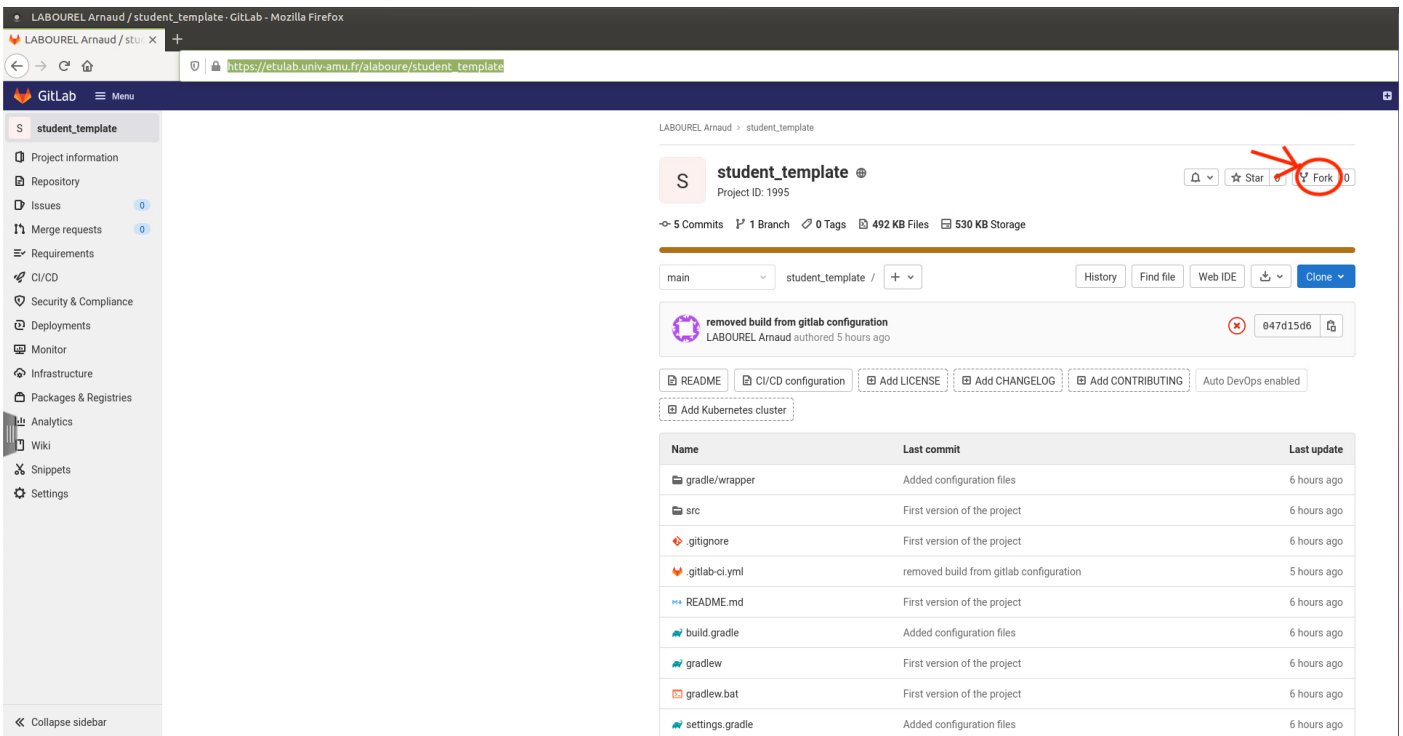 LABOUREL Arnaud / student_template · GitLab - Mozilla Firefox
LABOUREL Arnaud / stu
https://etulab.univ-amu.fr/alaboure/student_template
GitLab Menu
S student_template
Project information
Repository
Issues 0
Merge requests 0
Requirements
CI/CD
Security & Compliance
Deployments
Monitor
Infrastructure
Packages & Registries
Analytics
Wiki
Snippets
Settings
Collapse sidebar
LABOUREL Arnaud > student_template
S student_template
Project ID: 1995
Star 0 Fork 0
5 Commits 1 Branch 0 Tags 492 KB Files 530 KB Storage
main student_template / + History Find file Web IDE Clone
removed build from gitlab configuration
LABOUREL Arnaud authored 5 hours ago
047d15d6
README CI/CD configuration Add LICENSE Add CHANGELOG Add CONTRIBUTING Auto DevOps enabled
Add Kubernetes cluster
Name Last commit Last update
gradle/wrapper Added configuration files 6 hours ago
src First version of the project 6 hours ago
.gitignore First version of the project 6 hours ago
.gitlab-ci.yml removed build from gitlab configuration 5 hours ago
README.md First version of the project 6 hours ago
build.gradle Added configuration files 6 hours ago
gradlew First version of the project 6 hours ago
gradlew.bat First version of the project 6 hours ago
settings.gradle Added configuration files 6 hours ago